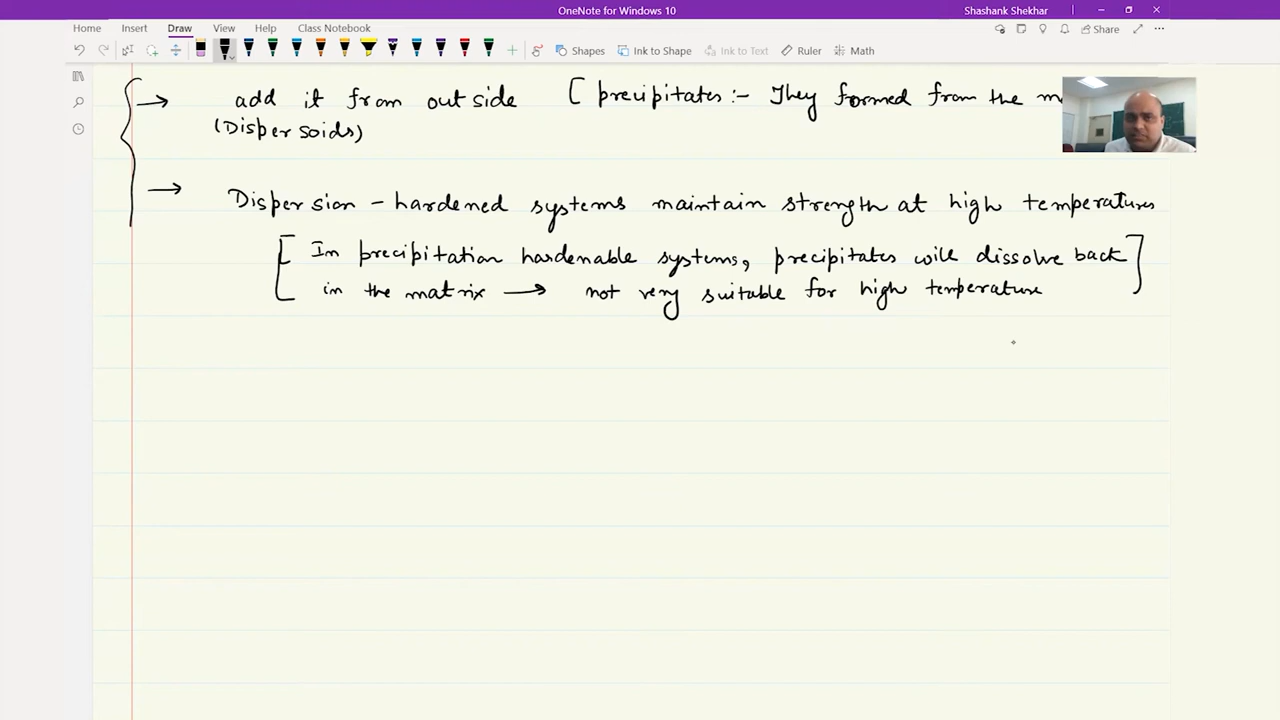 OneNote for Windows 10
Shashank Shekhar
Home Insert Draw View Help Class Notebook
Share
Shapes Ink to Shape Ink to Text Ruler Math
add it from outside [ precipitates :- They formed from the
(Dispersoids)
Dispersion - hardened systems maintain strength at high temperatures
[ In precipitation hardenable systems, precipitates will dissolve back
in the matrix → not very suitable for high temperature ]